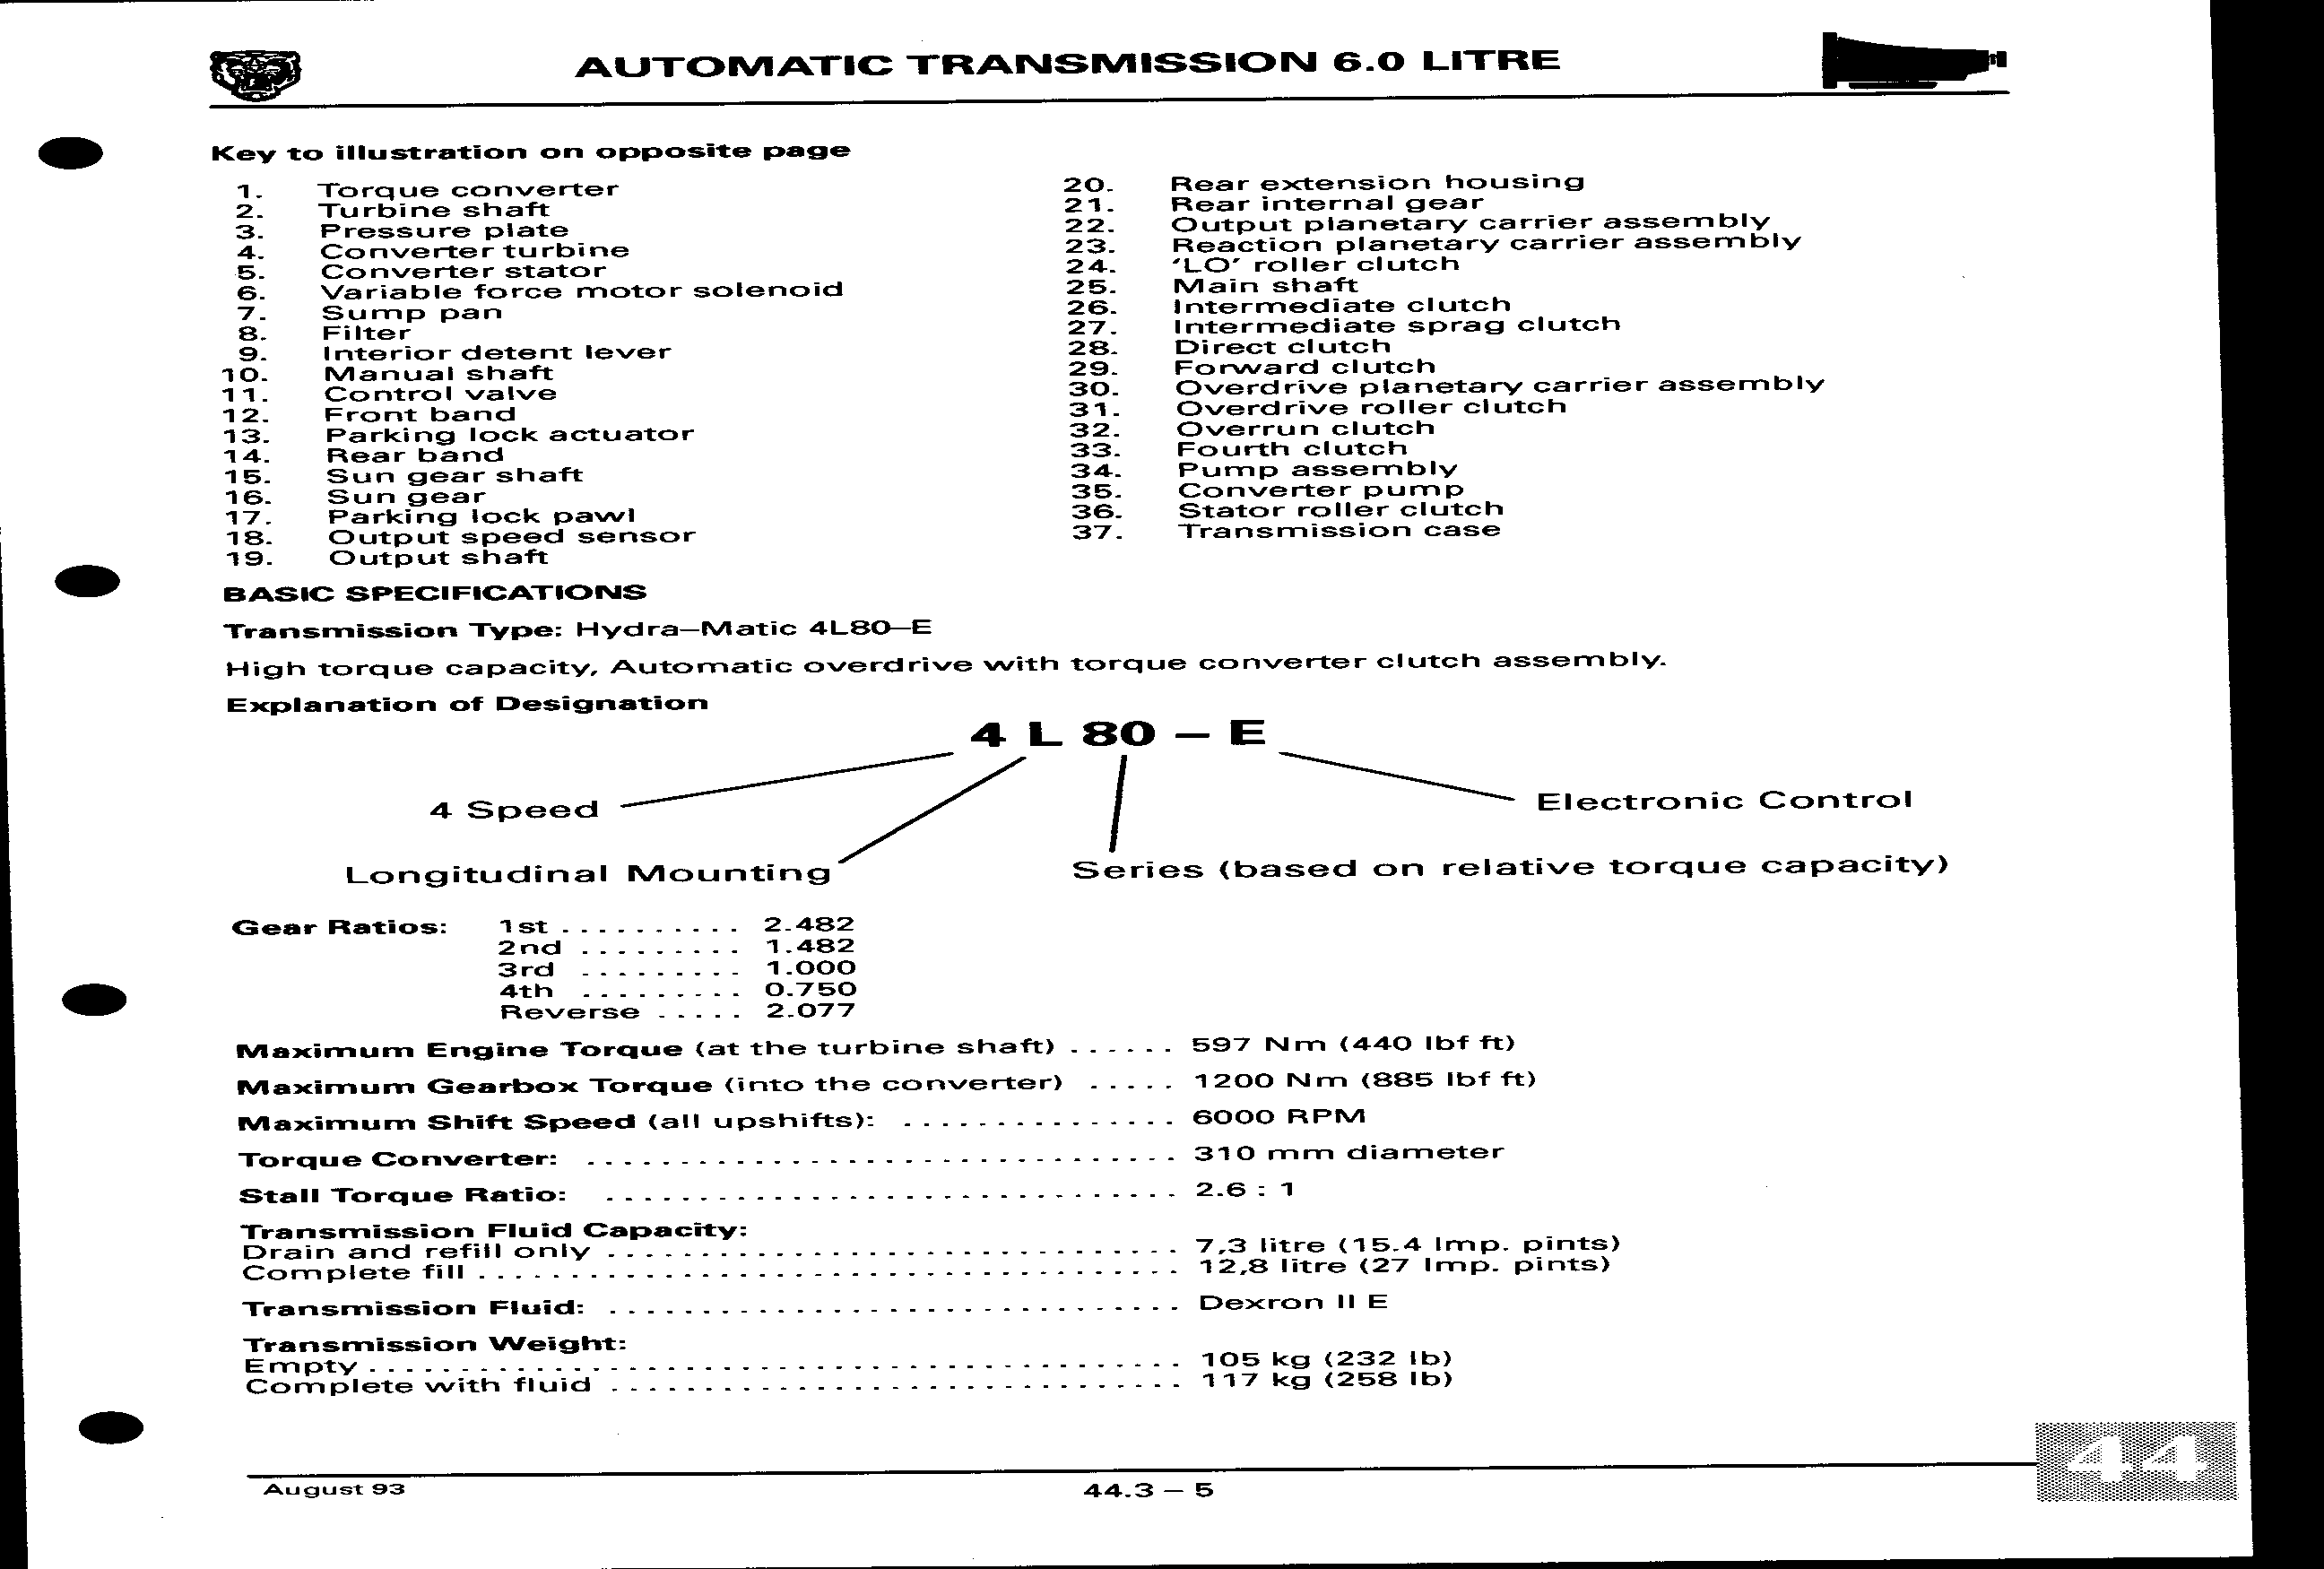 AUTOMATIC TRANSMISSION 6.0 LITRE
Key to illustration on opposite page
1. Torque converter
2. Turbine shaft
3. Pressure plate
4. Converter turbine
5. Converter stator
6. Variable force motor solenoid
7. Sump pan
8. Filter
9. Interior detent lever
10. Manual shaft
11. Control valve
12. Front band
13. Parking lock actuator
14. Rear band
15. Sun gear shaft
16. Sun gear
17. Parking lock pawl
18. Output speed sensor
19. Output shaft
20. Rear extension housing
21. Rear internal gear
22. Output planetary carrier assembly
23. Reaction planetary carrier assembly
24. 'LO' roller clutch
25. Main shaft
26. Intermediate clutch
27. Intermediate sprag clutch
28. Direct clutch
29. Forward clutch
30. Overdrive planetary carrier assembly
31. Overdrive roller clutch
32. Overrun clutch
33. Fourth clutch
34. Pump assembly
35. Converter pump
36. Stator roller clutch
37. Transmission case
BASIC SPECIFICATIONS
Transmission Type: Hydra–Matic 4L80–E
High torque capacity, Automatic overdrive with torque converter clutch assembly.
Explanation of Designation
4 L 80 – E
4 Speed
Electronic Control
Longitudinal Mounting
Series (based on relative torque capacity)
Gear Ratios: 1st .......... 2.482
2nd ......... 1.482
3rd ......... 1.000
4th ......... 0.750
Reverse ..... 2.077
Maximum Engine Torque (at the turbine shaft) ...... 597 Nm (440 lbf ft)
Maximum Gearbox Torque (into the converter) ..... 1200 Nm (885 lbf ft)
Maximum Shift Speed (all upshifts): ............... 6000 RPM
Torque Converter: ................................ 310 mm diameter
Stall Torque Ratio: ............................... 2.6 : 1
Transmission Fluid Capacity:
Drain and refill only ............................... 7,3 litre (15.4 Imp. pints)
Complete fill ...................................... 12,8 litre (27 Imp. pints)
Transmission Fluid: ............................... Dexron II E
Transmission Weight:
Empty ............................................ 105 kg (232 lb)
Complete with fluid ............................... 117 kg (258 lb)
44
August 93
44.3 – 5